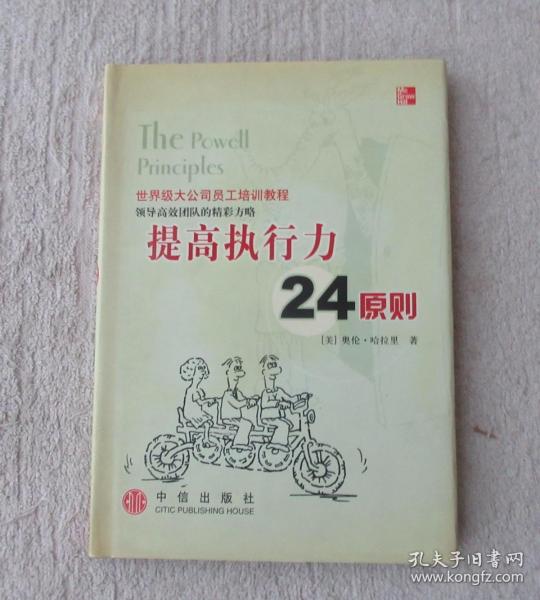 Mc
Graw
Hill
The Powell
Principles
世界级大公司员工培训教程
领导高效团队的精彩方略
提高执行力
24原则
[美] 奥伦·哈拉里 著
中信出版社
CITIC PUBLISHING HOUSE
孔夫子旧书网
www.kongfz.com